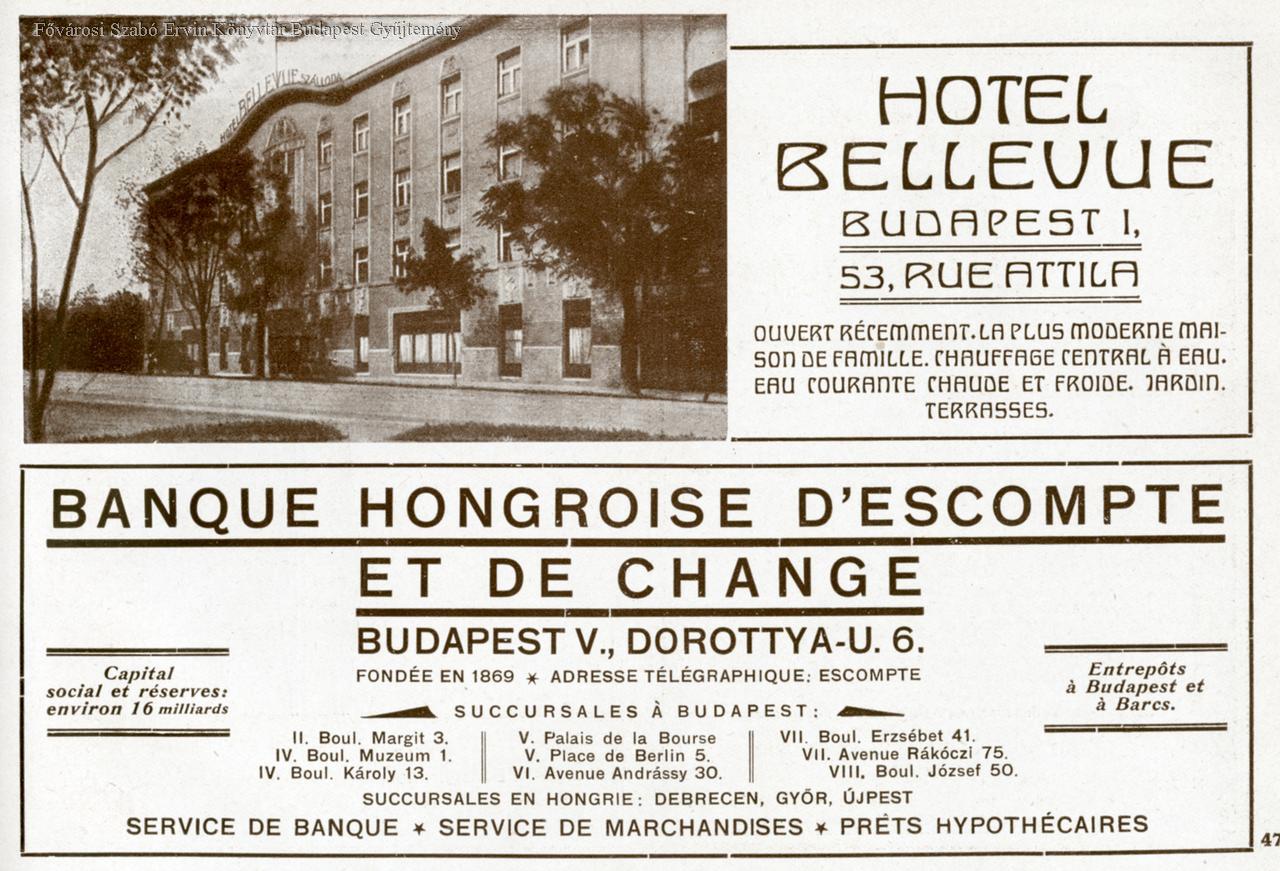 Fővárosi Szabó Ervin Könyvtár Budapest Gyűjtemény
HOTEL BELLEVUE SZÁLLODA
HOTEL
BELLEVUE
BUDAPEST I,
53, RUE ATTILA
OUVERT RÉCEMMENT. LA PLUS MODERNE MAI-
SON DE FAMILLE. CHAUFFAGE CENTRAL À EAU.
EAU COURANTE CHAUDE ET FROIDE. JARDIN.
TERRASSES.
BANQUE HONGROISE D'ESCOMPTE
ET DE CHANGE
BUDAPEST V., DOROTTYA-U. 6.
FONDÉE EN 1869 * ADRESSE TÉLÉGRAPHIQUE: ESCOMPTE
Capital
social et réserves:
environ 16 milliards
Entrepôts
à Budapest et
à Barcs.
SUCCURSALES À BUDAPEST:
II. Boul. Margit 3.
IV. Boul. Muzeum 1.
IV. Boul. Károly 13.
V. Palais de la Bourse
V. Place de Berlin 5.
VI. Avenue Andrássy 30.
VII. Boul. Erzsébet 41.
VII. Avenue Rákóczi 75.
VIII. Boul. József 50.
SUCCURSALES EN HONGRIE: DEBRECEN, GYŐR, ÚJPEST
SERVICE DE BANQUE * SERVICE DE MARCHANDISES * PRÊTS HYPOTHÉCAIRES
47